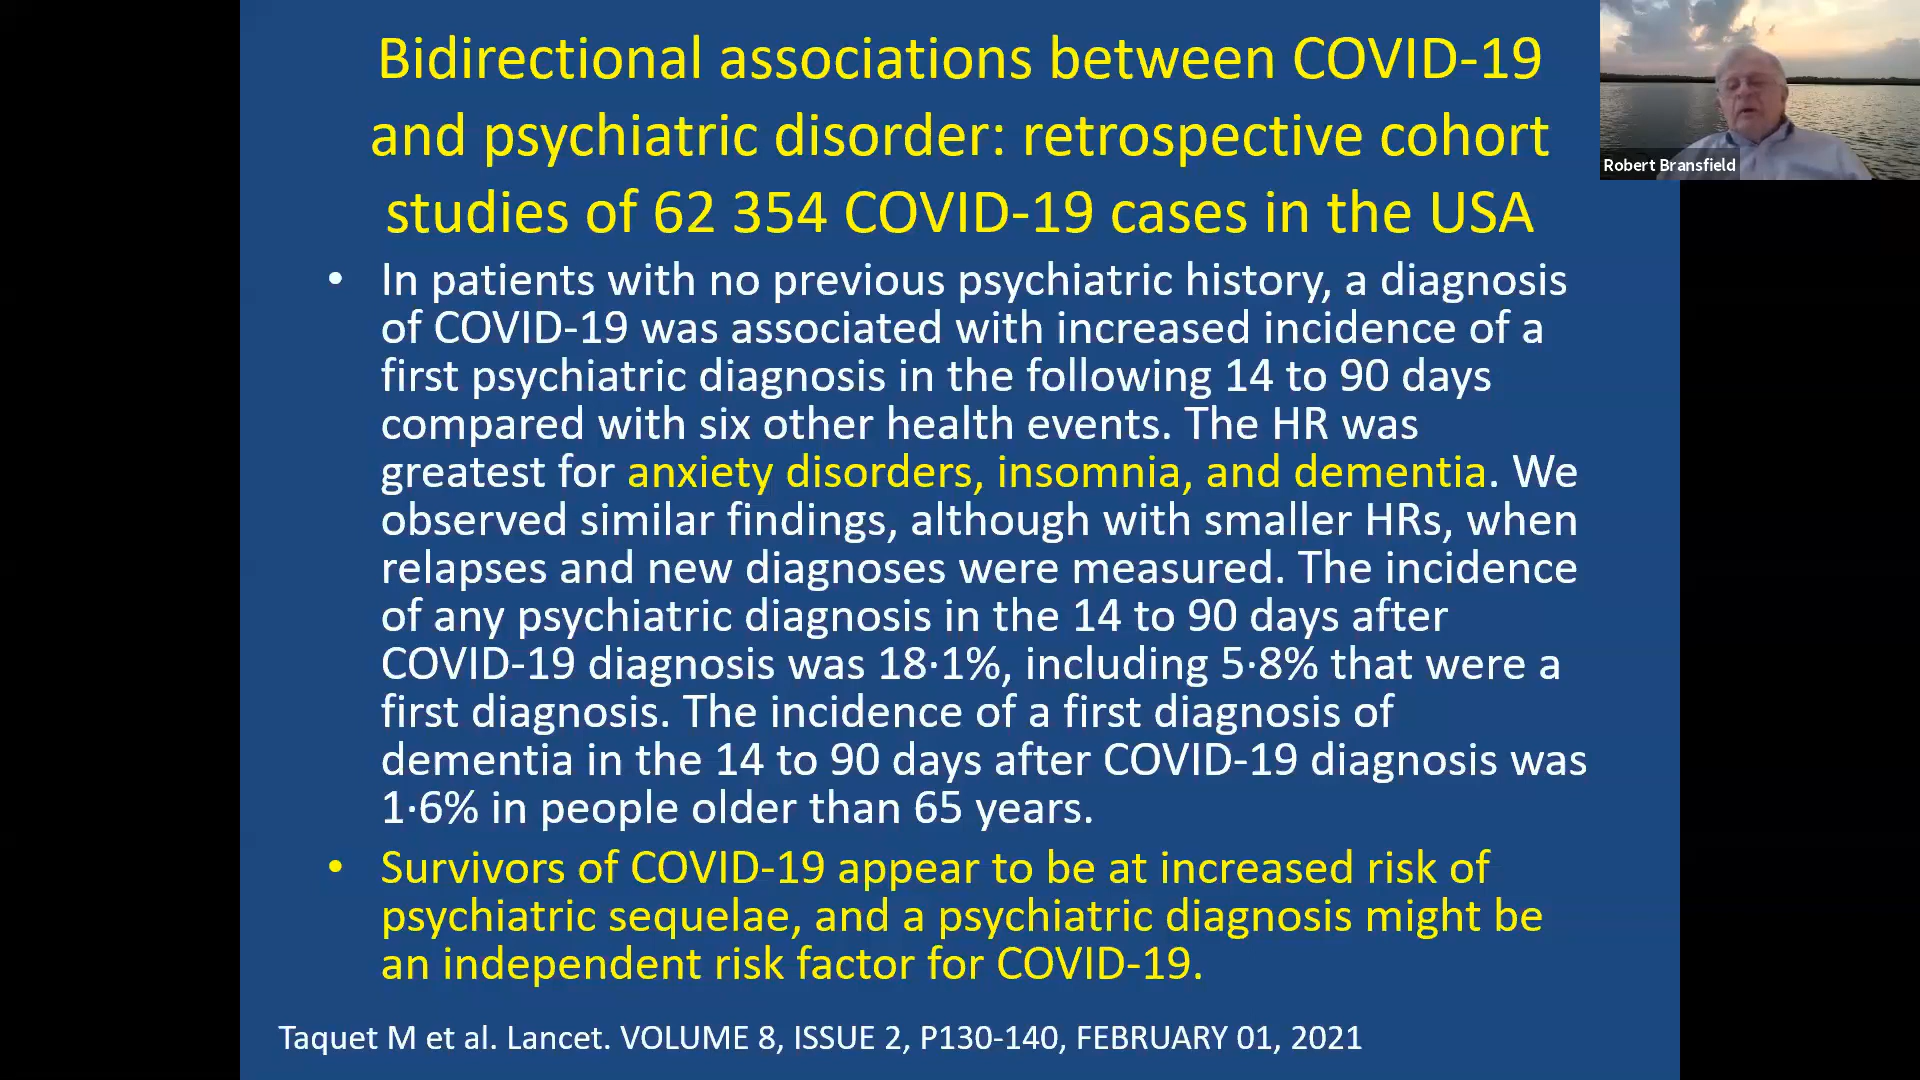 Bidirectional associations between COVID-19
and psychiatric disorder: retrospective cohort
studies of 62 354 COVID-19 cases in the USA
Robert Bransfield
• In patients with no previous psychiatric history, a diagnosis
of COVID-19 was associated with increased incidence of a
first psychiatric diagnosis in the following 14 to 90 days
compared with six other health events. The HR was
greatest for anxiety disorders, insomnia, and dementia. We
observed similar findings, although with smaller HRs, when
relapses and new diagnoses were measured. The incidence
of any psychiatric diagnosis in the 14 to 90 days after
COVID-19 diagnosis was 18·1%, including 5·8% that were a
first diagnosis. The incidence of a first diagnosis of
dementia in the 14 to 90 days after COVID-19 diagnosis was
1·6% in people older than 65 years.
• Survivors of COVID-19 appear to be at increased risk of
psychiatric sequelae, and a psychiatric diagnosis might be
an independent risk factor for COVID-19.
Taquet M et al. Lancet. VOLUME 8, ISSUE 2, P130-140, FEBRUARY 01, 2021